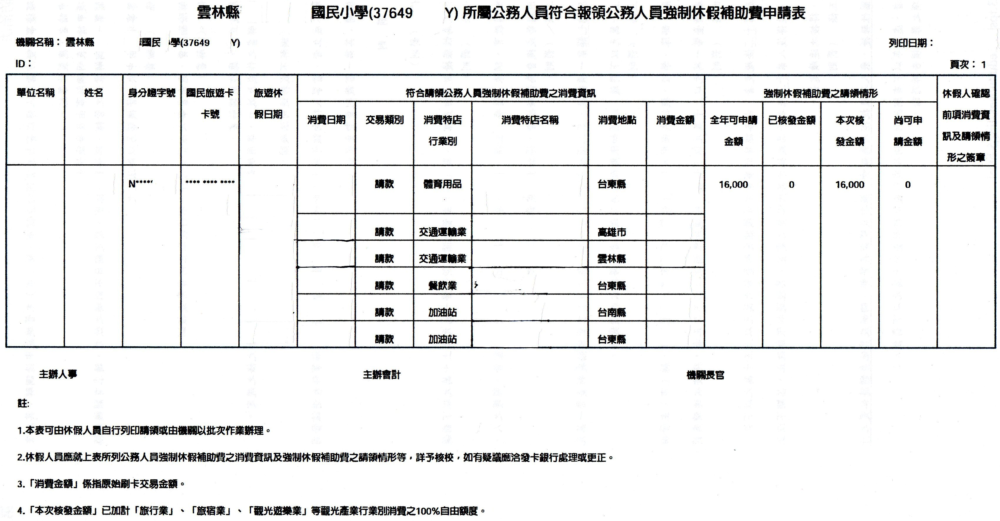 雲林縣 國民小學(37649 Y) 所屬公務人員符合報領公務人員強制休假補助費申請表
機關名稱： 雲林縣 國民 學(37649 Y) 列印日期：
ID： 頁次： 1
單位名稱 姓名 身分證字號 國民旅遊卡卡號 旅遊休假日期 符合請領公務人員強制休假補助費之消費資訊 強制休假補助費之請領情形 休假人確認前項消費資訊及請領情形之簽章
消費日期 交易類別 消費特店行業別 消費特店名稱 消費地點 消費金額 全年可申請金額 已核發金額 本次核發金額 尚可申請金額
N***** **** **** **** 請款 體育用品 台東縣 16,000 0 16,000 0
請款 交通運輸業 高雄市
請款 交通運輸業 雲林縣
請款 餐飲業 台東縣
請款 加油站 台南縣
請款 加油站 台東縣
主辦人事 主辦會計 機關長官
註:
1.本表可由休假人員自行列印請領或由機關以批次作業辦理。
2.休假人員應就上表所列公務人員強制休假補助費之消費資訊及強制休假補助費之請領情形等，詳予核校，如有疑議應洽發卡銀行處理或更正。
3.「消費金額」係指原始刷卡交易金額。
4.「本次核發金額」已加計「旅行業」、「旅宿業」、「觀光遊樂業」等觀光產業行業別消費之100%自由額度。